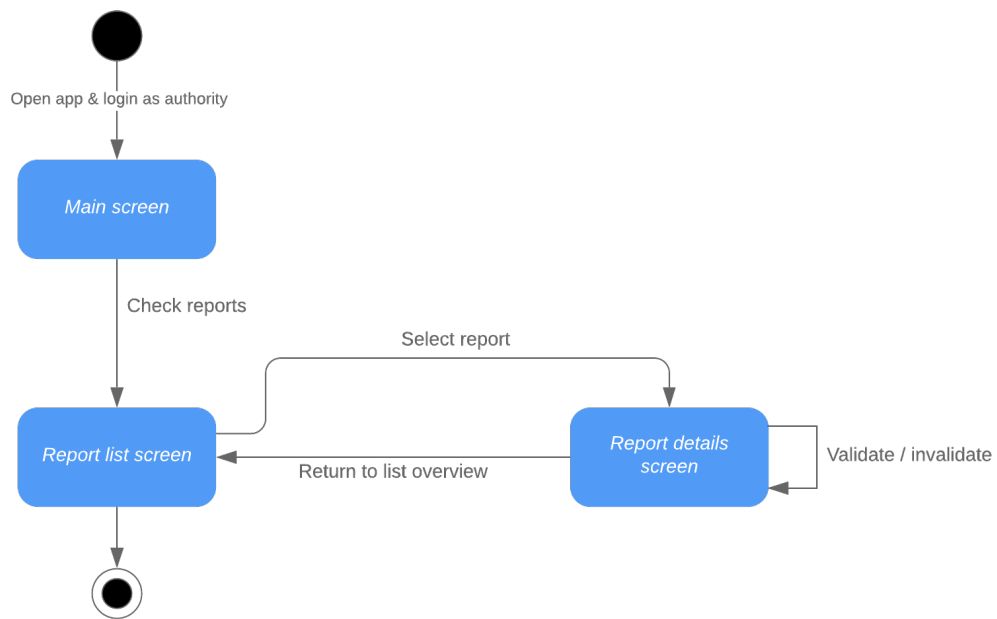 Open app & login as authority
Main screen
Check reports
Select report
Report list screen
Report details
screen
Validate / invalidate
Return to list overview